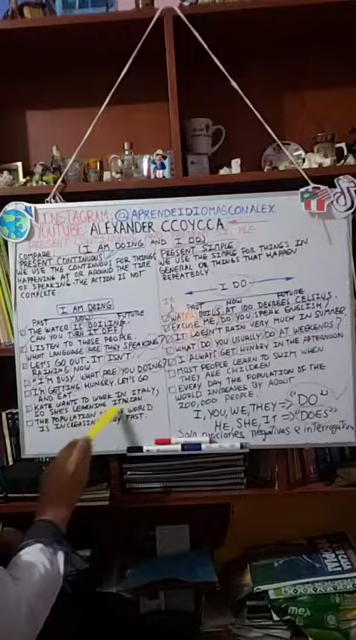 INSTAGRAM: @APRENDEIDIOMASCONALEX
YOUTUBE: ALEXANDER CCOYCCA
PRESENT CONTINUOUS
I AM DOING AND I DO
COMPARE
PRESENT CONTINUOUS
WE USE THE CONTINUOUS FOR THINGS
HAPPENING AT OR AROUND THE TIME
OF SPEAKING. THE ACTION IS NOT
COMPLETE
I AM DOING
PAST NOW FUTURE
THE WATER IS BOILING.
CAN YOU TURN IT OFF?
LISTEN TO THOSE PEOPLE.
WHAT LANGUAGE ARE THEY SPEAKING?
LET'S GO OUT. IT ISN'T
RAINING NOW
"I'M BUSY" "WHAT ARE YOU DOING?"
I'M GETTING HUNGRY. LET'S GO
AND EAT
KATE WANTS TO WORK IN ITALY,
SO SHE'S LEARNING ITALIAN
THE POPULATION OF THE WORLD
IS INCREASING VERY FAST.
PRESENT SIMPLE
WE USE THE SIMPLE FOR THINGS IN
GENERAL OR THINGS THAT HAPPEN
REPEATEDLY
I DO
PAST NOW FUTURE
WATER BOILS AT 100 DEGREES CELSIUS.
EXCUSE ME, DO YOU SPEAK ENGLISH?
IT DOESN'T RAIN VERY MUCH IN SUMMER
WHAT DO YOU USUALLY DO AT WEEKENDS?
I ALWAYS GET HUNGRY IN THE AFTERNOON
MOST PEOPLE LEARN TO SWIM WHEN
THEY ARE CHILDREN
EVERY DAY THE POPULATION OF THE
WORLD INCREASES BY ABOUT
200,000 PEOPLE.
I, YOU, WE, THEY → "DO"
HE, SHE, IT → "DOES"
Solo oraciones negativas e interrogativas